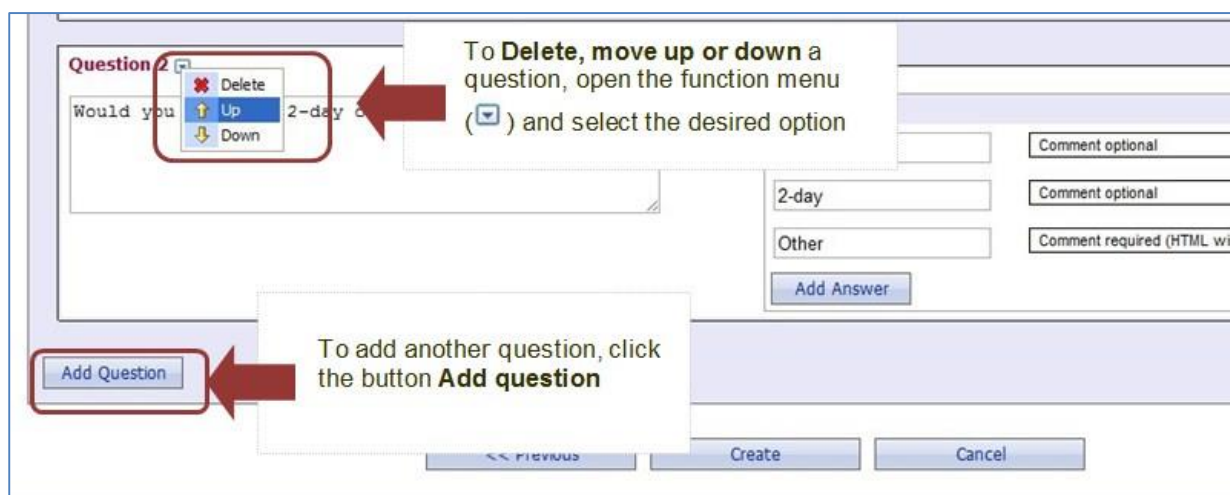 Question 2
Delete
Up
Down
Would you 2-day
To Delete, move up or down a
question, open the function menu
( ) and select the desired option
Comment optional
2-day
Comment optional
Other
Comment required (HTML wi
Add Answer
To add another question, click
the button Add question
Add Question
<< Previous
Create
Cancel